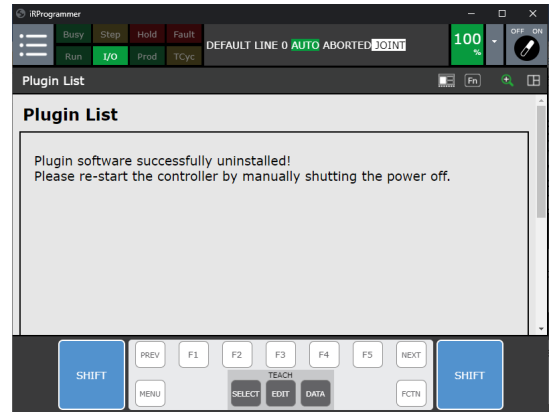 iRProgrammer
Busy Step Hold Fault
Run I/O Prod TCyc
DEFAULT LINE 0 AUTO ABORTED JOINT
100
%
OFF ON
Plugin List
Fn
Plugin List
Plugin software successfully uninstalled!
Please re-start the controller by manually shutting the power off.
SHIFT
PREV F1 F2 F3 F4 F5 NEXT
TEACH
MENU SELECT EDIT DATA FCTN
SHIFT